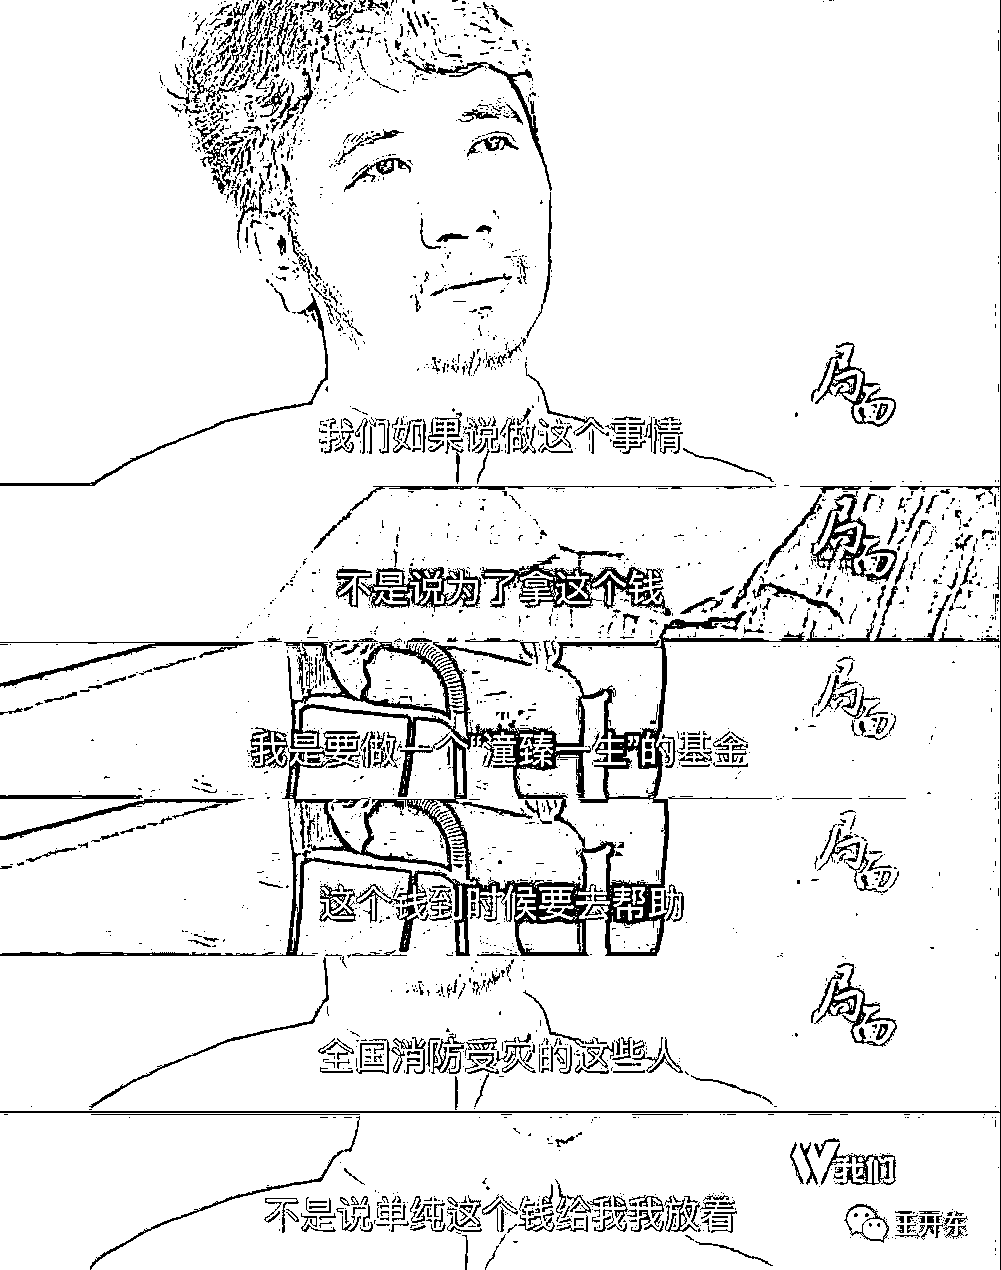 局面
我们如果说做这个事情
局面
不是说为了拿这个钱
局面
我是要做一个“潼臻一生”的基金
局面
这个钱到时候要去帮助
局面
全国消防受灾的这些人
我们
不是说单纯这个钱给我我放着
王开东